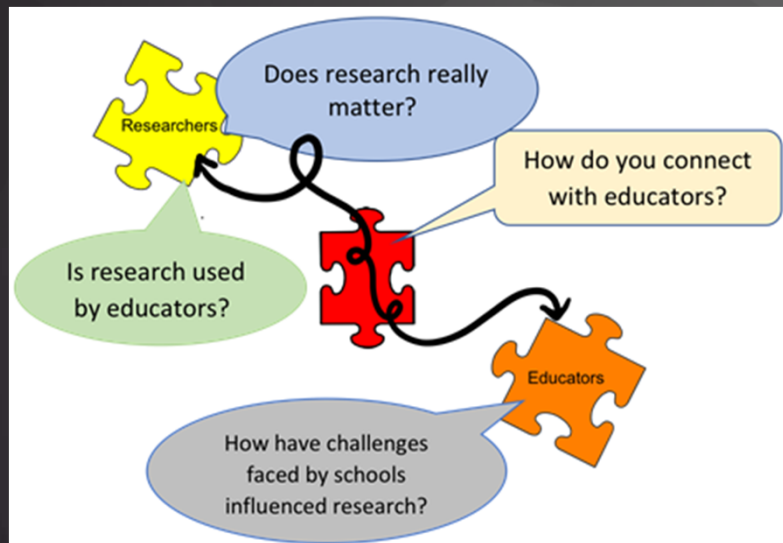 Does research really
matter?
Researchers
How do you connect
with educators?
Is research used
by educators?
Educators
How have challenges
faced by schools
influenced research?